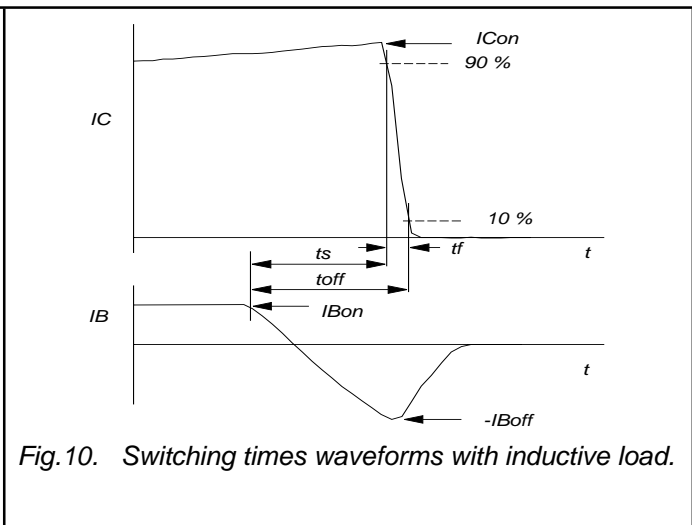 ICon
90 %
IC
10 %
ts
tf
t
toff
IBon
IB
t
-IBoff
Fig.10. Switching times waveforms with inductive load.